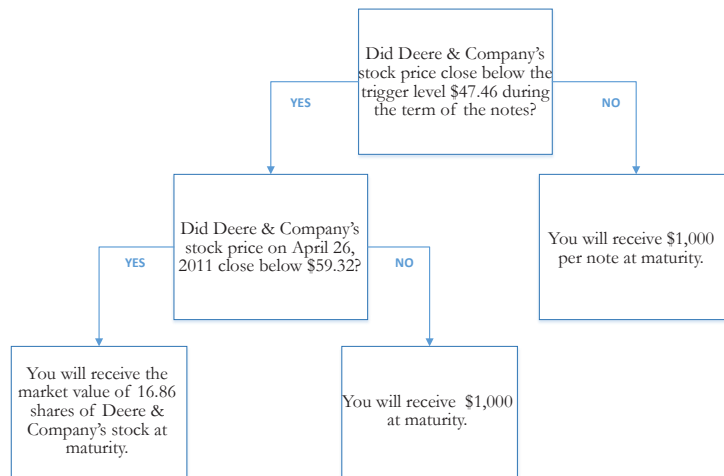 Did Deere & Company’s
stock price close below the
trigger level $47.46 during
the term of the notes?
YES
NO
Did Deere & Company’s
stock price on April 26,
2011 close below $59.32?
You will receive $1,000
per note at maturity.
YES
NO
You will receive the
market value of 16.86
shares of Deere &
Company’s stock at
maturity.
You will receive $1,000
at maturity.